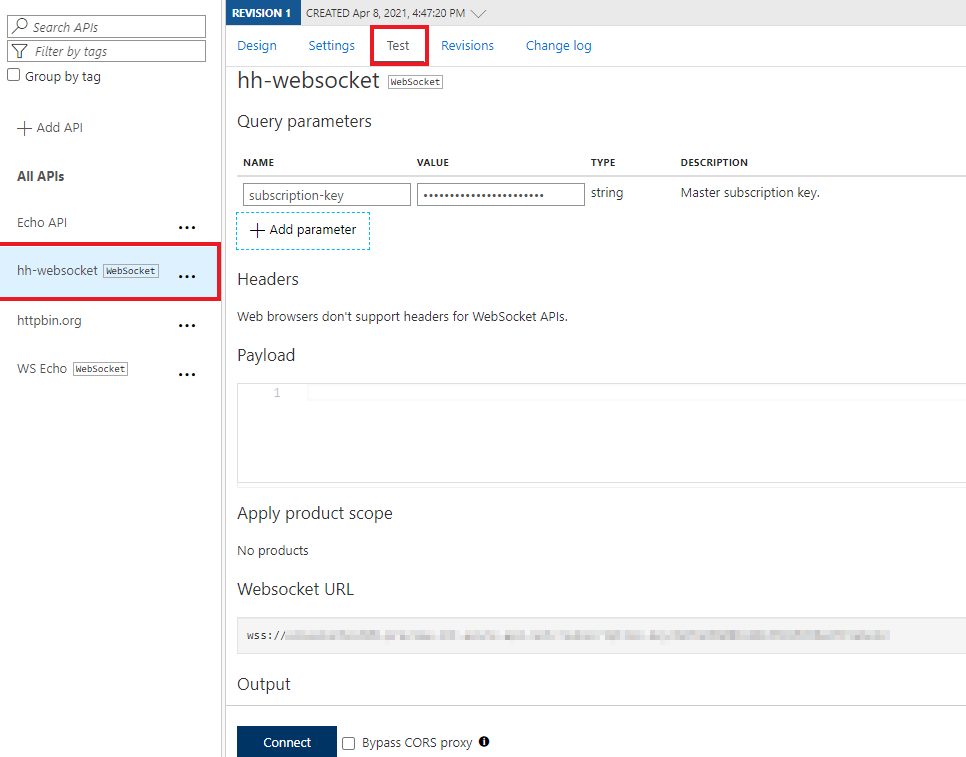 Search APIs
Filter by tags
Group by tag
Add API
All APIs
Echo API
hh-websocket WebSocket
httpbin.org
WS Echo WebSocket
REVISION 1 CREATED Apr 8, 2021, 4:47:20 PM
Design Settings Test Revisions Change log
hh-websocket WebSocket
Query parameters
NAME VALUE TYPE DESCRIPTION
subscription-key •••••••••••••••••••••••• string Master subscription key.
Add parameter
Headers
Web browsers don't support headers for WebSocket APIs.
Payload
1
Apply product scope
No products
Websocket URL
wss://
Output
Connect Bypass CORS proxy